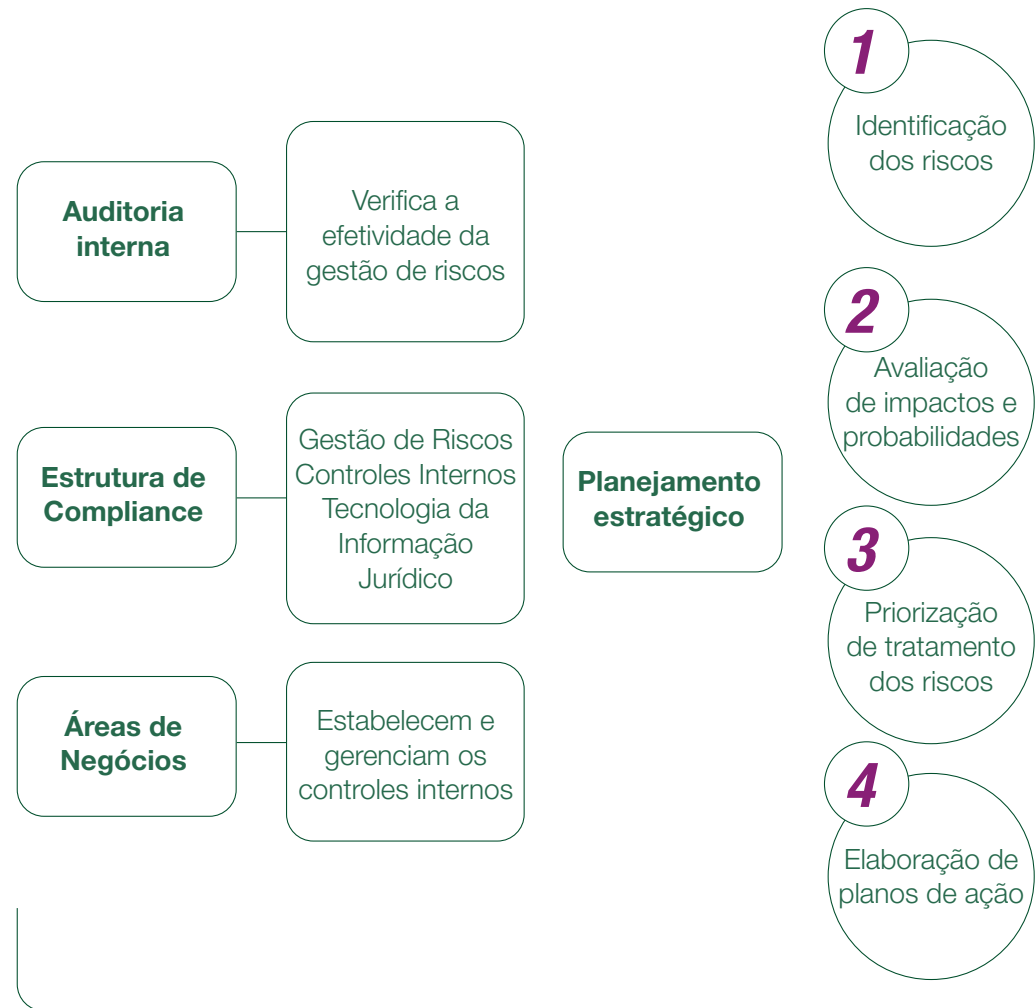 Auditoria
interna
Verifica a
efetividade da
gestão de riscos
Estrutura de
Compliance
Gestão de Riscos
Controles Internos
Tecnologia da
Informação
Jurídico
Áreas de
Negócios
Estabelecem e
gerenciam os
controles internos
Planejamento
estratégico
1
Identificação
dos riscos
2
Avaliação
de impactos e
probabilidades
3
Priorização
de tratamento
dos riscos
4
Elaboração de
planos de ação